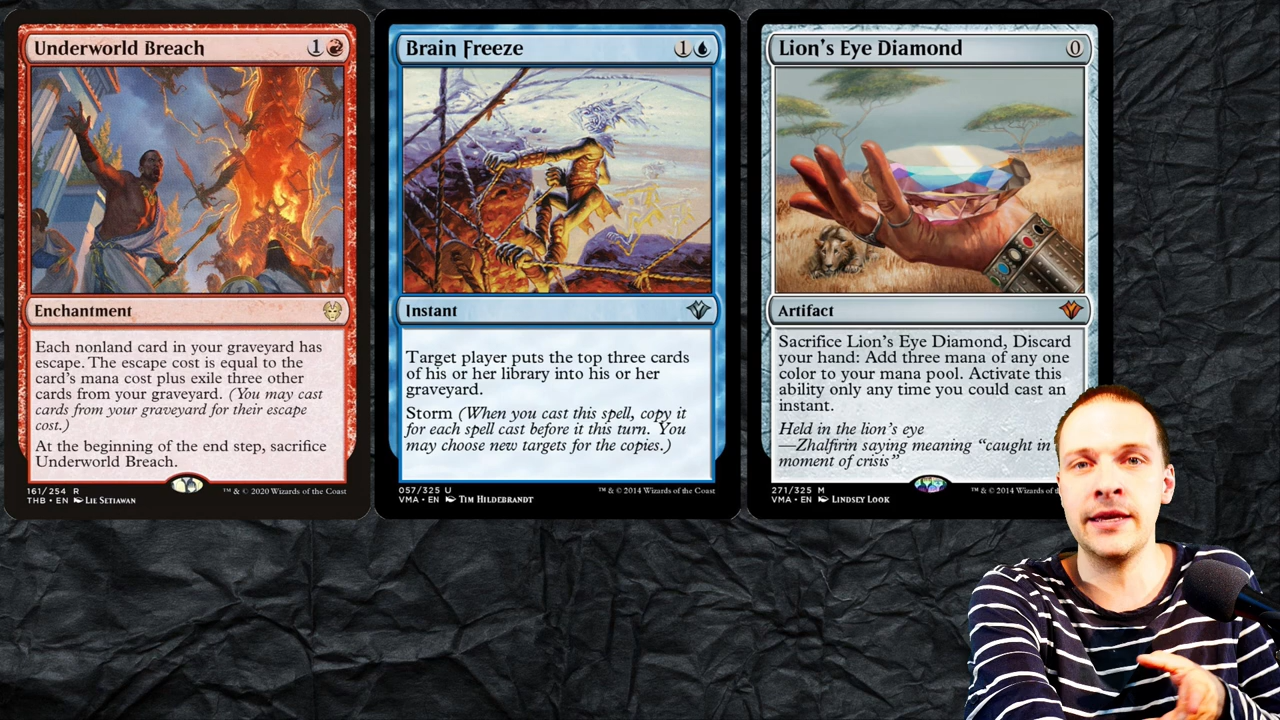 Underworld Breach 1
Enchantment
Each nonland card in your graveyard has
escape. The escape cost is equal to the
card's mana cost plus exile three other
cards from your graveyard. (You may cast
cards from your graveyard for their escape
cost.)
At the beginning of the end step, sacrifice
Underworld Breach.
161/254 R
THB • EN Lie Setiawan
™ & © 2020 Wizards of the Coast
Brain Freeze 1
Instant
Target player puts the top three cards
of his or her library into his or her
graveyard.
Storm (When you cast this spell, copy it
for each spell cast before it this turn. You
may choose new targets for the copies.)
057/325 U
VMA • EN Tim Hildebrandt
™ & © 2014 Wizards of the Coast
Lion's Eye Diamond 0
Artifact
Sacrifice Lion's Eye Diamond, Discard
your hand: Add three mana of any one
color to your mana pool. Activate this
ability only any time you could cast an
instant.
Held in the lion's eye
—Zhalfirin saying meaning “caught in
moment of crisis”
271/325 M
VMA • EN Lindsey Look
™ & © 2014 Wizards of